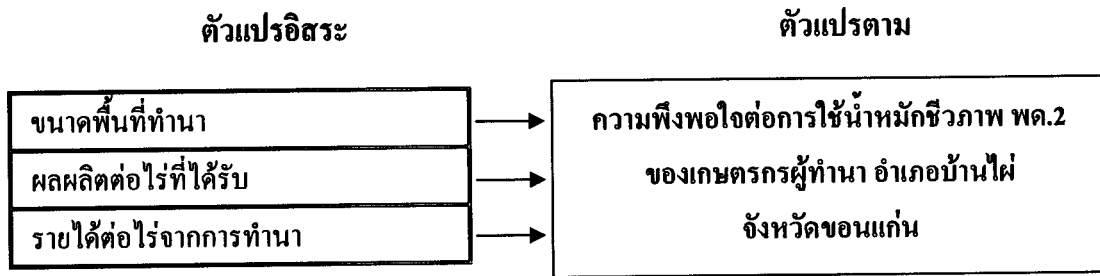 ตัวแปรอิสระ
ตัวแปรตาม
ขนาดพื้นที่ทำนา
ผลผลิตต่อไร่ที่ได้รับ
รายได้ต่อไร่จากการทำนา
ความพึงพอใจต่อการใช้น้ำหมักชีวภาพ พด.2
ของเกษตรกรผู้ทำนา อำเภอบ้านไผ่
จังหวัดขอนแก่น